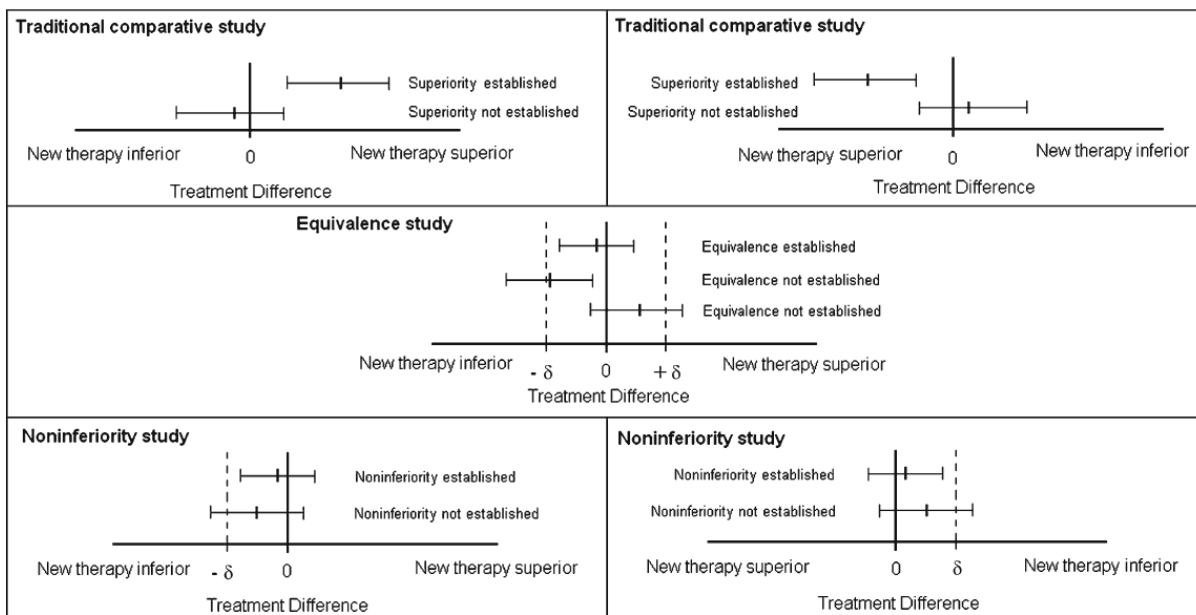 Traditional comparative study
Superiority established
Superiority not established
New therapy inferior
0
New therapy superior
Treatment Difference
Traditional comparative study
Superiority established
Superiority not established
New therapy superior
0
New therapy inferior
Treatment Difference
Equivalence study
Equivalence established
Equivalence not established
Equivalence not established
New therapy inferior
- δ
0
+ δ
New therapy superior
Treatment Difference
Noninferiority study
Noninferiority established
Noninferiority not established
New therapy inferior
- δ
0
New therapy superior
Treatment Difference
Noninferiority study
Noninferiority established
Noninferiority not established
New therapy superior
0
δ
New therapy inferior
Treatment Difference